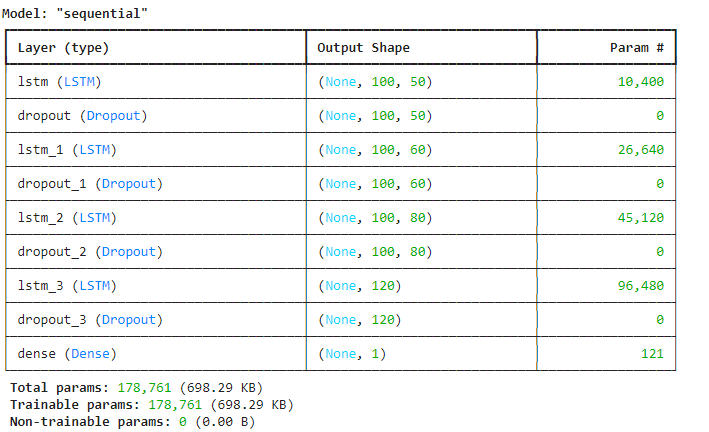 Model: "sequential"
Layer (type) Output Shape Param #
lstm (LSTM) (None, 100, 50) 10,400
dropout (Dropout) (None, 100, 50) 0
lstm_1 (LSTM) (None, 100, 60) 26,640
dropout_1 (Dropout) (None, 100, 60) 0
lstm_2 (LSTM) (None, 100, 80) 45,120
dropout_2 (Dropout) (None, 100, 80) 0
lstm_3 (LSTM) (None, 120) 96,480
dropout_3 (Dropout) (None, 120) 0
dense (Dense) (None, 1) 121
Total params: 178,761 (698.29 KB)
Trainable params: 178,761 (698.29 KB)
Non-trainable params: 0 (0.00 B)